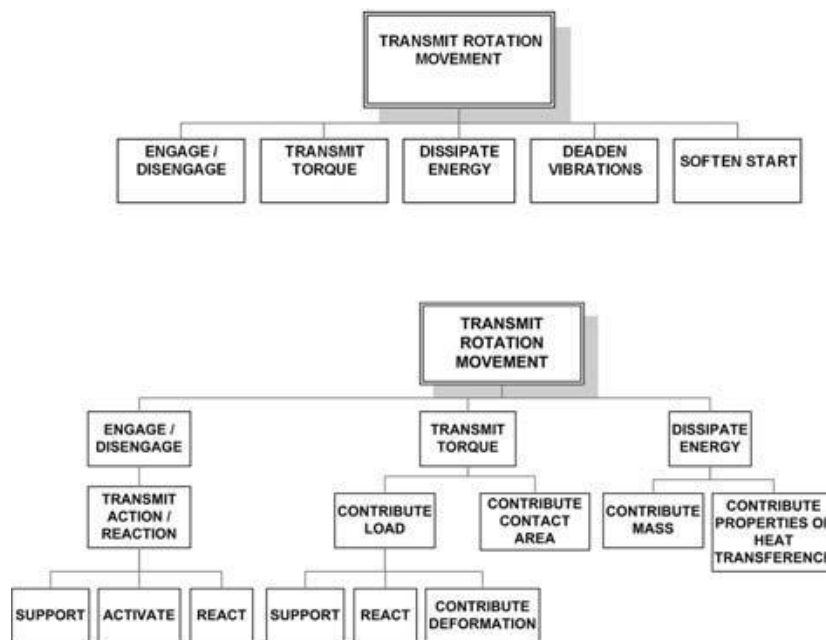 TRANSMIT ROTATION
MOVEMENT
ENGAGE /
DISENGAGE
TRANSMIT
TORQUE
DISSIPATE
ENERGY
DEADEN
VIBRATIONS
SOFTEN START
TRANSMIT
ROTATION
MOVEMENT
ENGAGE /
DISENGAGE
TRANSMIT
TORQUE
DISSIPATE
ENERGY
TRANSMIT
ACTION /
REACTION
CONTRIBUTE
LOAD
CONTRIBUTE
CONTACT
AREA
CONTRIBUTE
MASS
CONTRIBUTE
PROPERTIES OF
HEAT
TRANSFERENCE
SUPPORT
ACTIVATE
REACT
SUPPORT
REACT
CONTRIBUTE
DEFORMATION